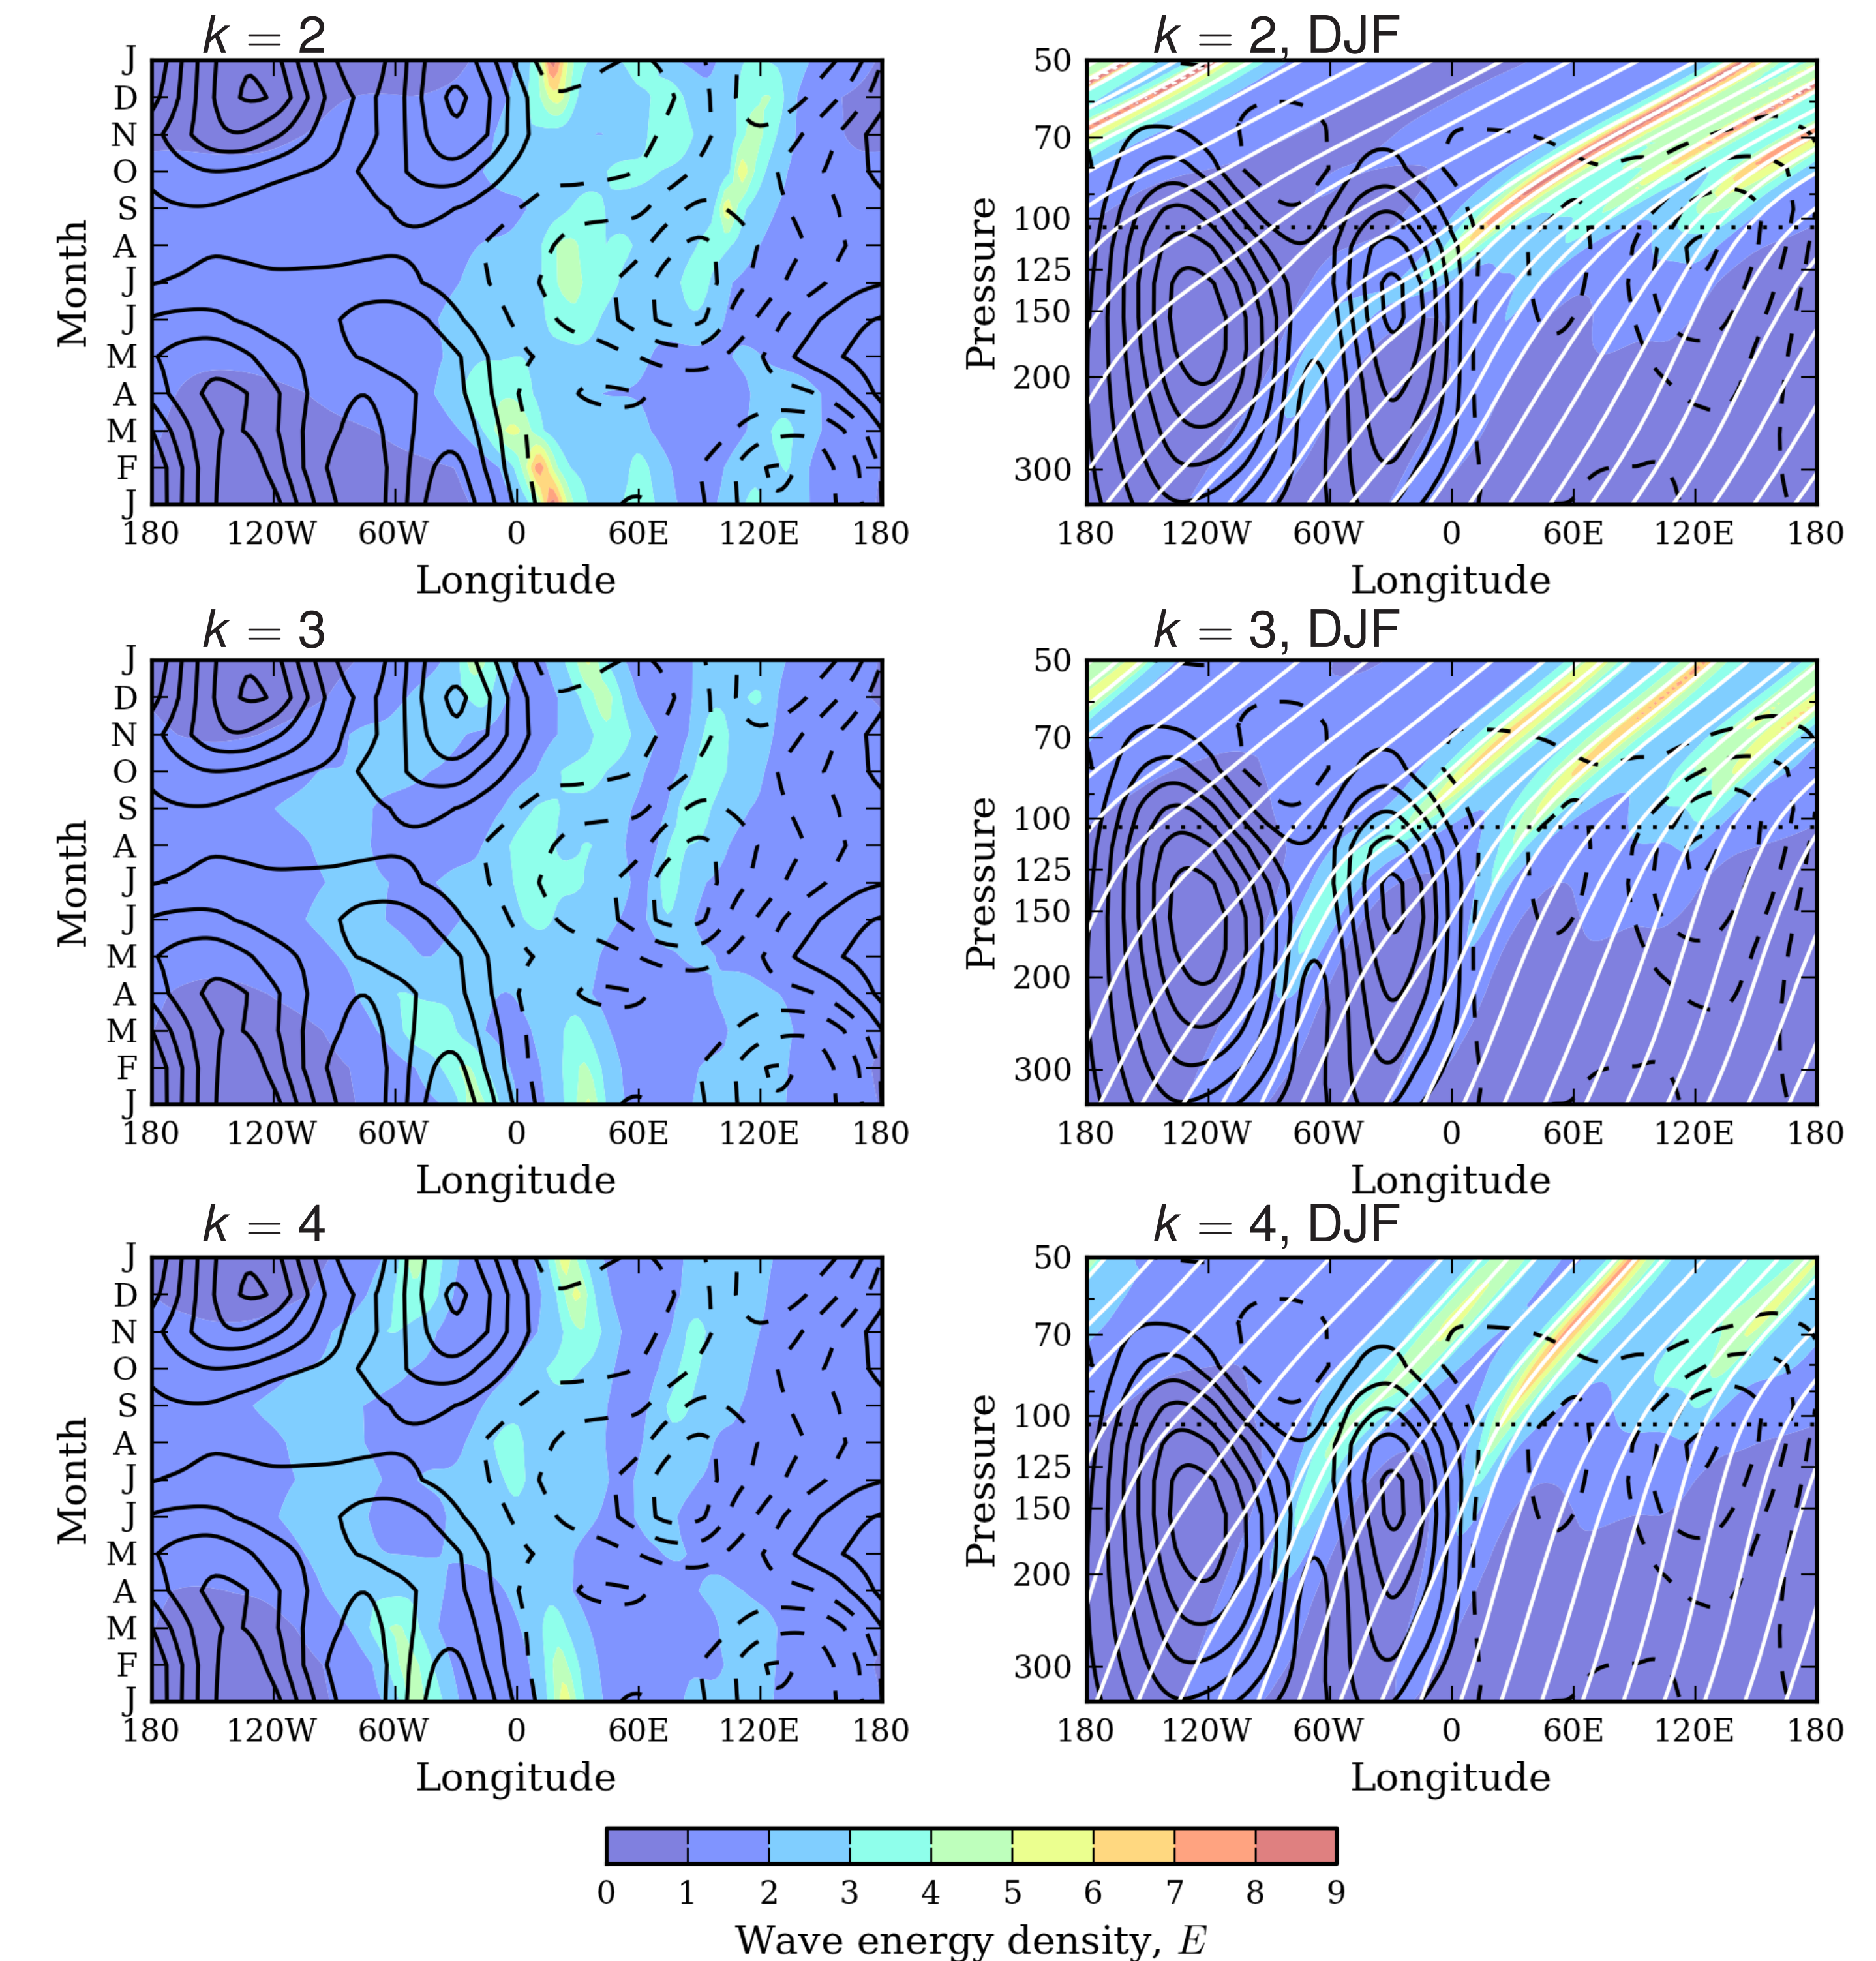 k = 2
J
D
N
O
S
A
J
J
M
A
M
F
J
Month
180 120W 60W 0 60E 120E 180
Longitude
k = 2, DJF
50
70
100
125
150
200
300
Pressure
180 120W 60W 0 60E 120E 180
Longitude
k = 3
J
D
N
O
S
A
J
J
M
A
M
F
J
Month
180 120W 60W 0 60E 120E 180
Longitude
k = 3, DJF
50
70
100
125
150
200
300
Pressure
180 120W 60W 0 60E 120E 180
Longitude
k = 4
J
D
N
O
S
A
J
J
M
A
M
F
J
Month
180 120W 60W 0 60E 120E 180
Longitude
k = 4, DJF
50
70
100
125
150
200
300
Pressure
180 120W 60W 0 60E 120E 180
Longitude
0 1 2 3 4 5 6 7 8 9
Wave energy density, E